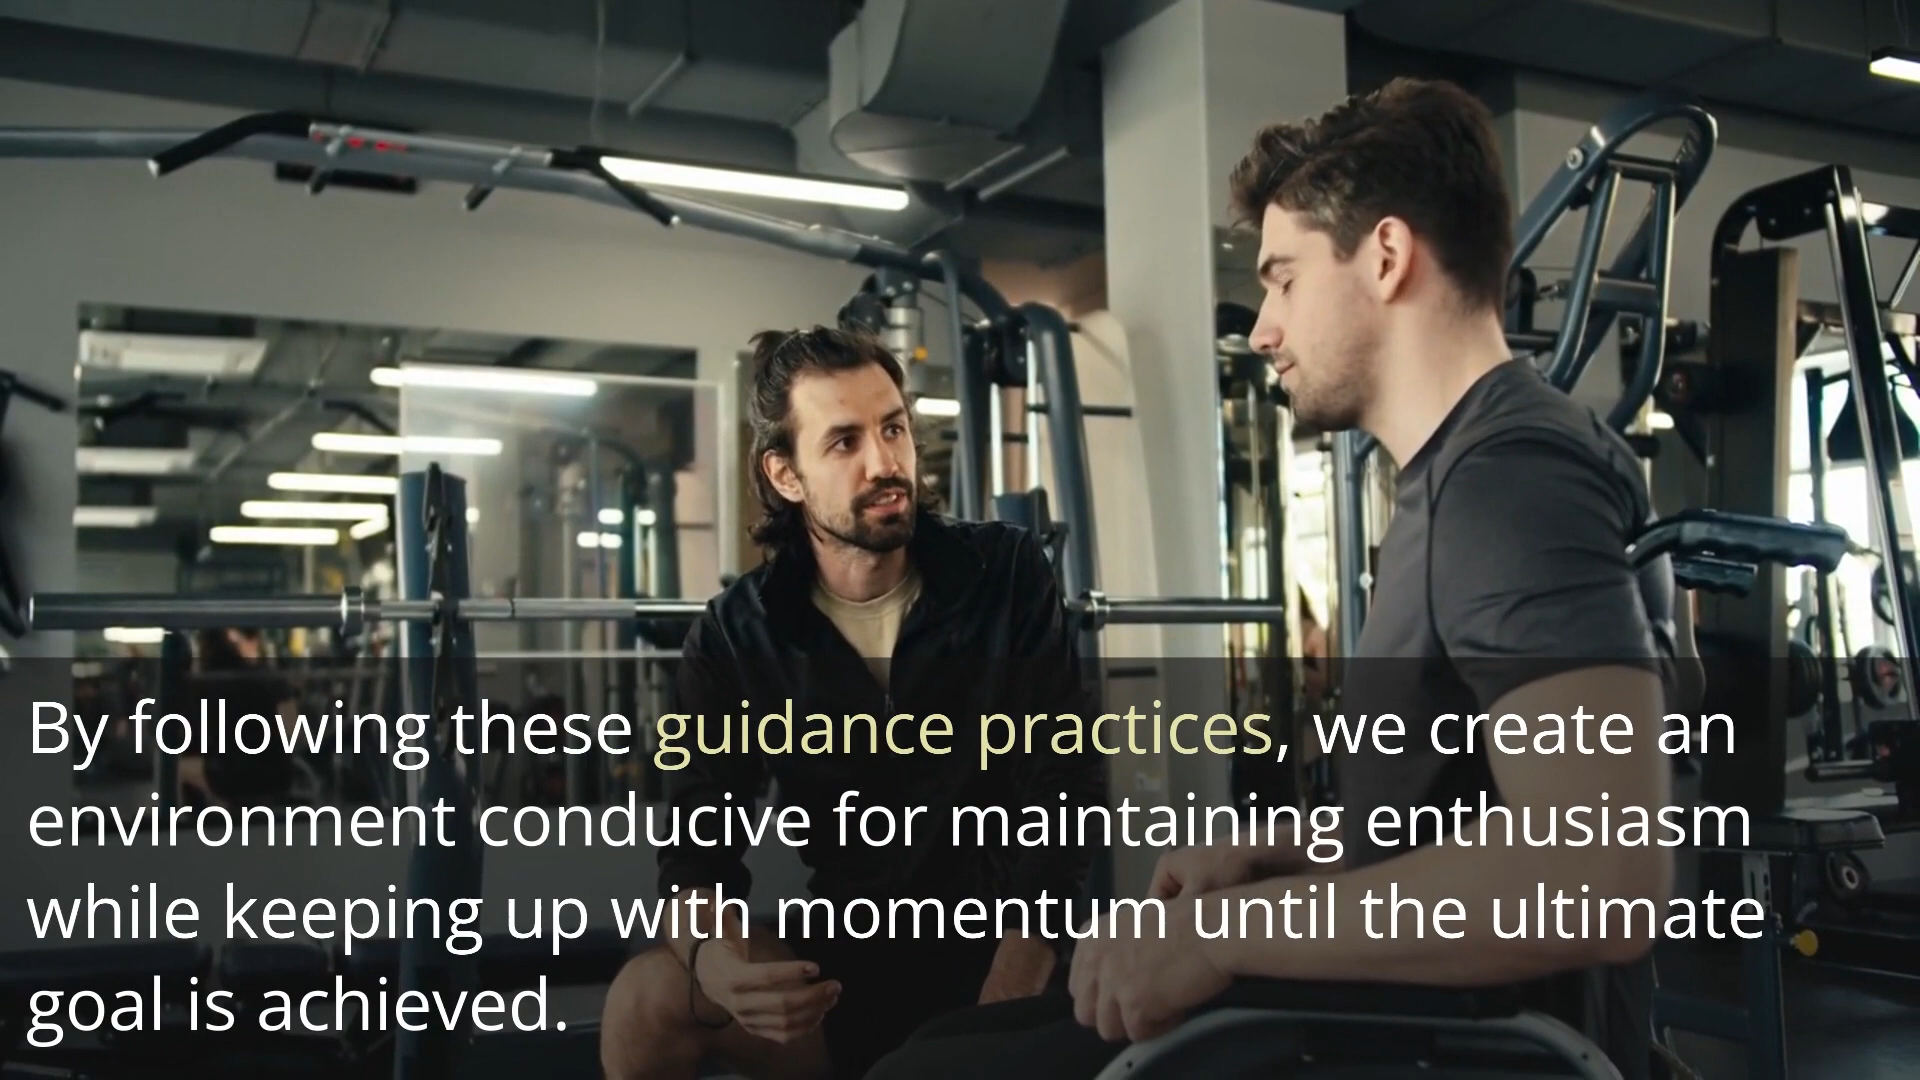 By following these guidance practices, we create an
environment conducive for maintaining enthusiasm
while keeping up with momentum until the ultimate
goal is achieved.